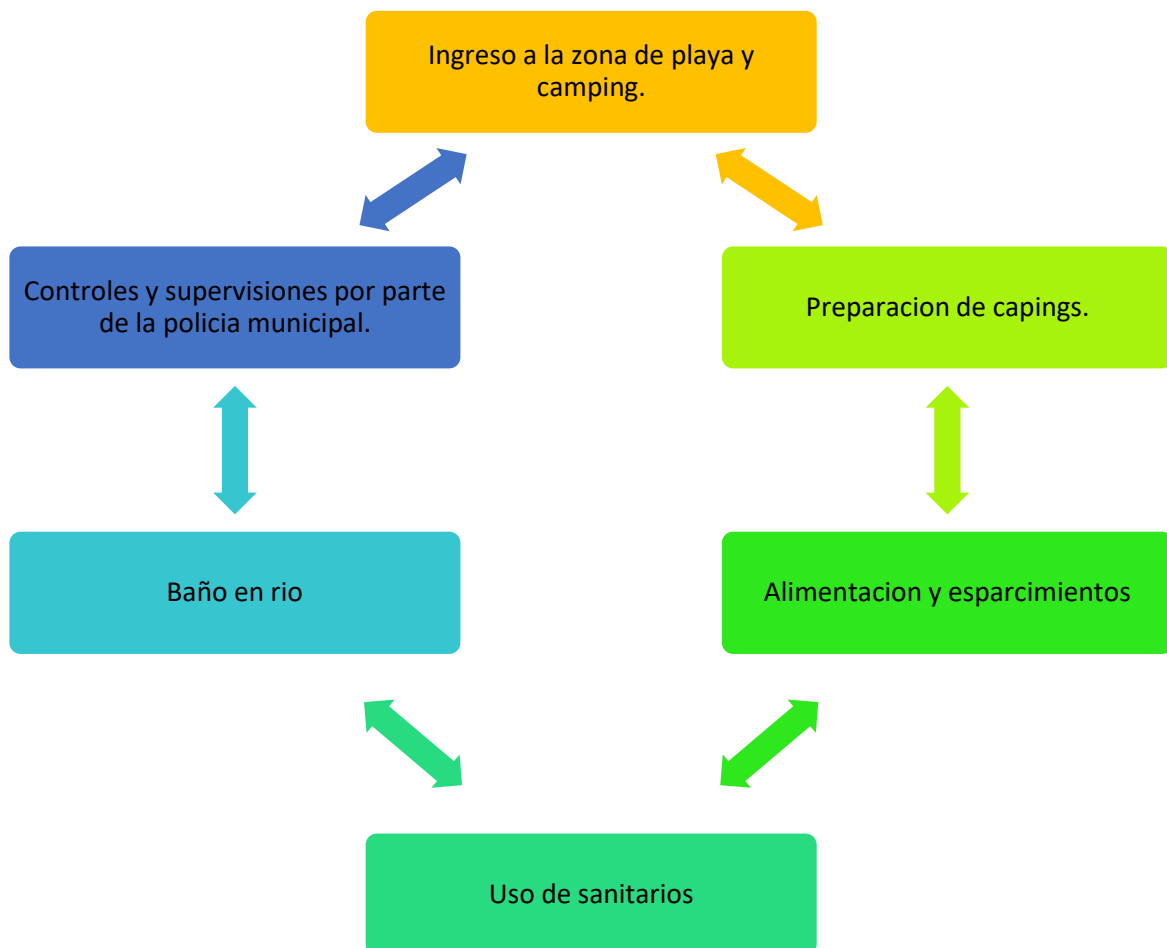 Ingreso a la zona de playa y
camping.
Controles y supervisiones por parte
de la policia municipal.
Preparacion de capings.
Baño en rio
Alimentacion y esparcimientos
Uso de sanitarios